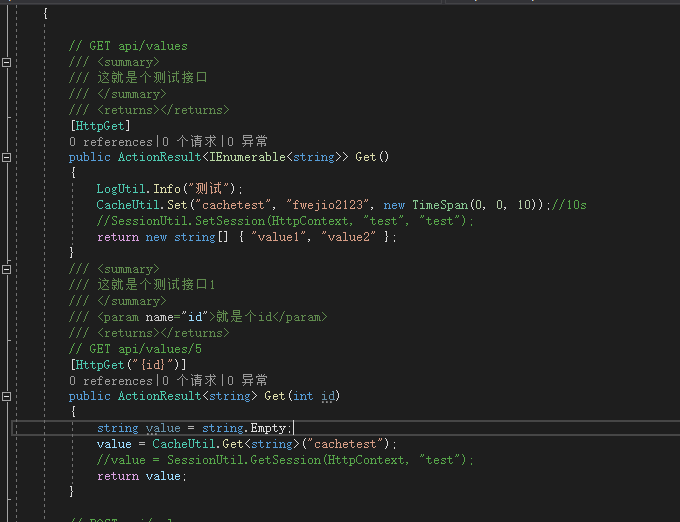 {
// GET api/values
/// <summary>
/// 这就是个测试接口
/// </summary>
/// <returns></returns>
[HttpGet]
0 references|0 个请求|0 异常
public ActionResult<IEnumerable<string>> Get()
{
LogUtil.Info("测试");
CacheUtil.Set("cachetest", "fwejio2123", new TimeSpan(0, 0, 10));//10s
//SessionUtil.SetSession(HttpContext, "test", "test");
return new string[] { "value1", "value2" };
}
/// <summary>
/// 这就是个测试接口1
/// </summary>
/// <param name="id">就是个id</param>
/// <returns></returns>
// GET api/values/5
[HttpGet("{id}")]
0 references|0 个请求|0 异常
public ActionResult<string> Get(int id)
{
string value = string.Empty;
value = CacheUtil.Get<string>("cachetest");
//value = SessionUtil.GetSession(HttpContext, "test");
return value;
}